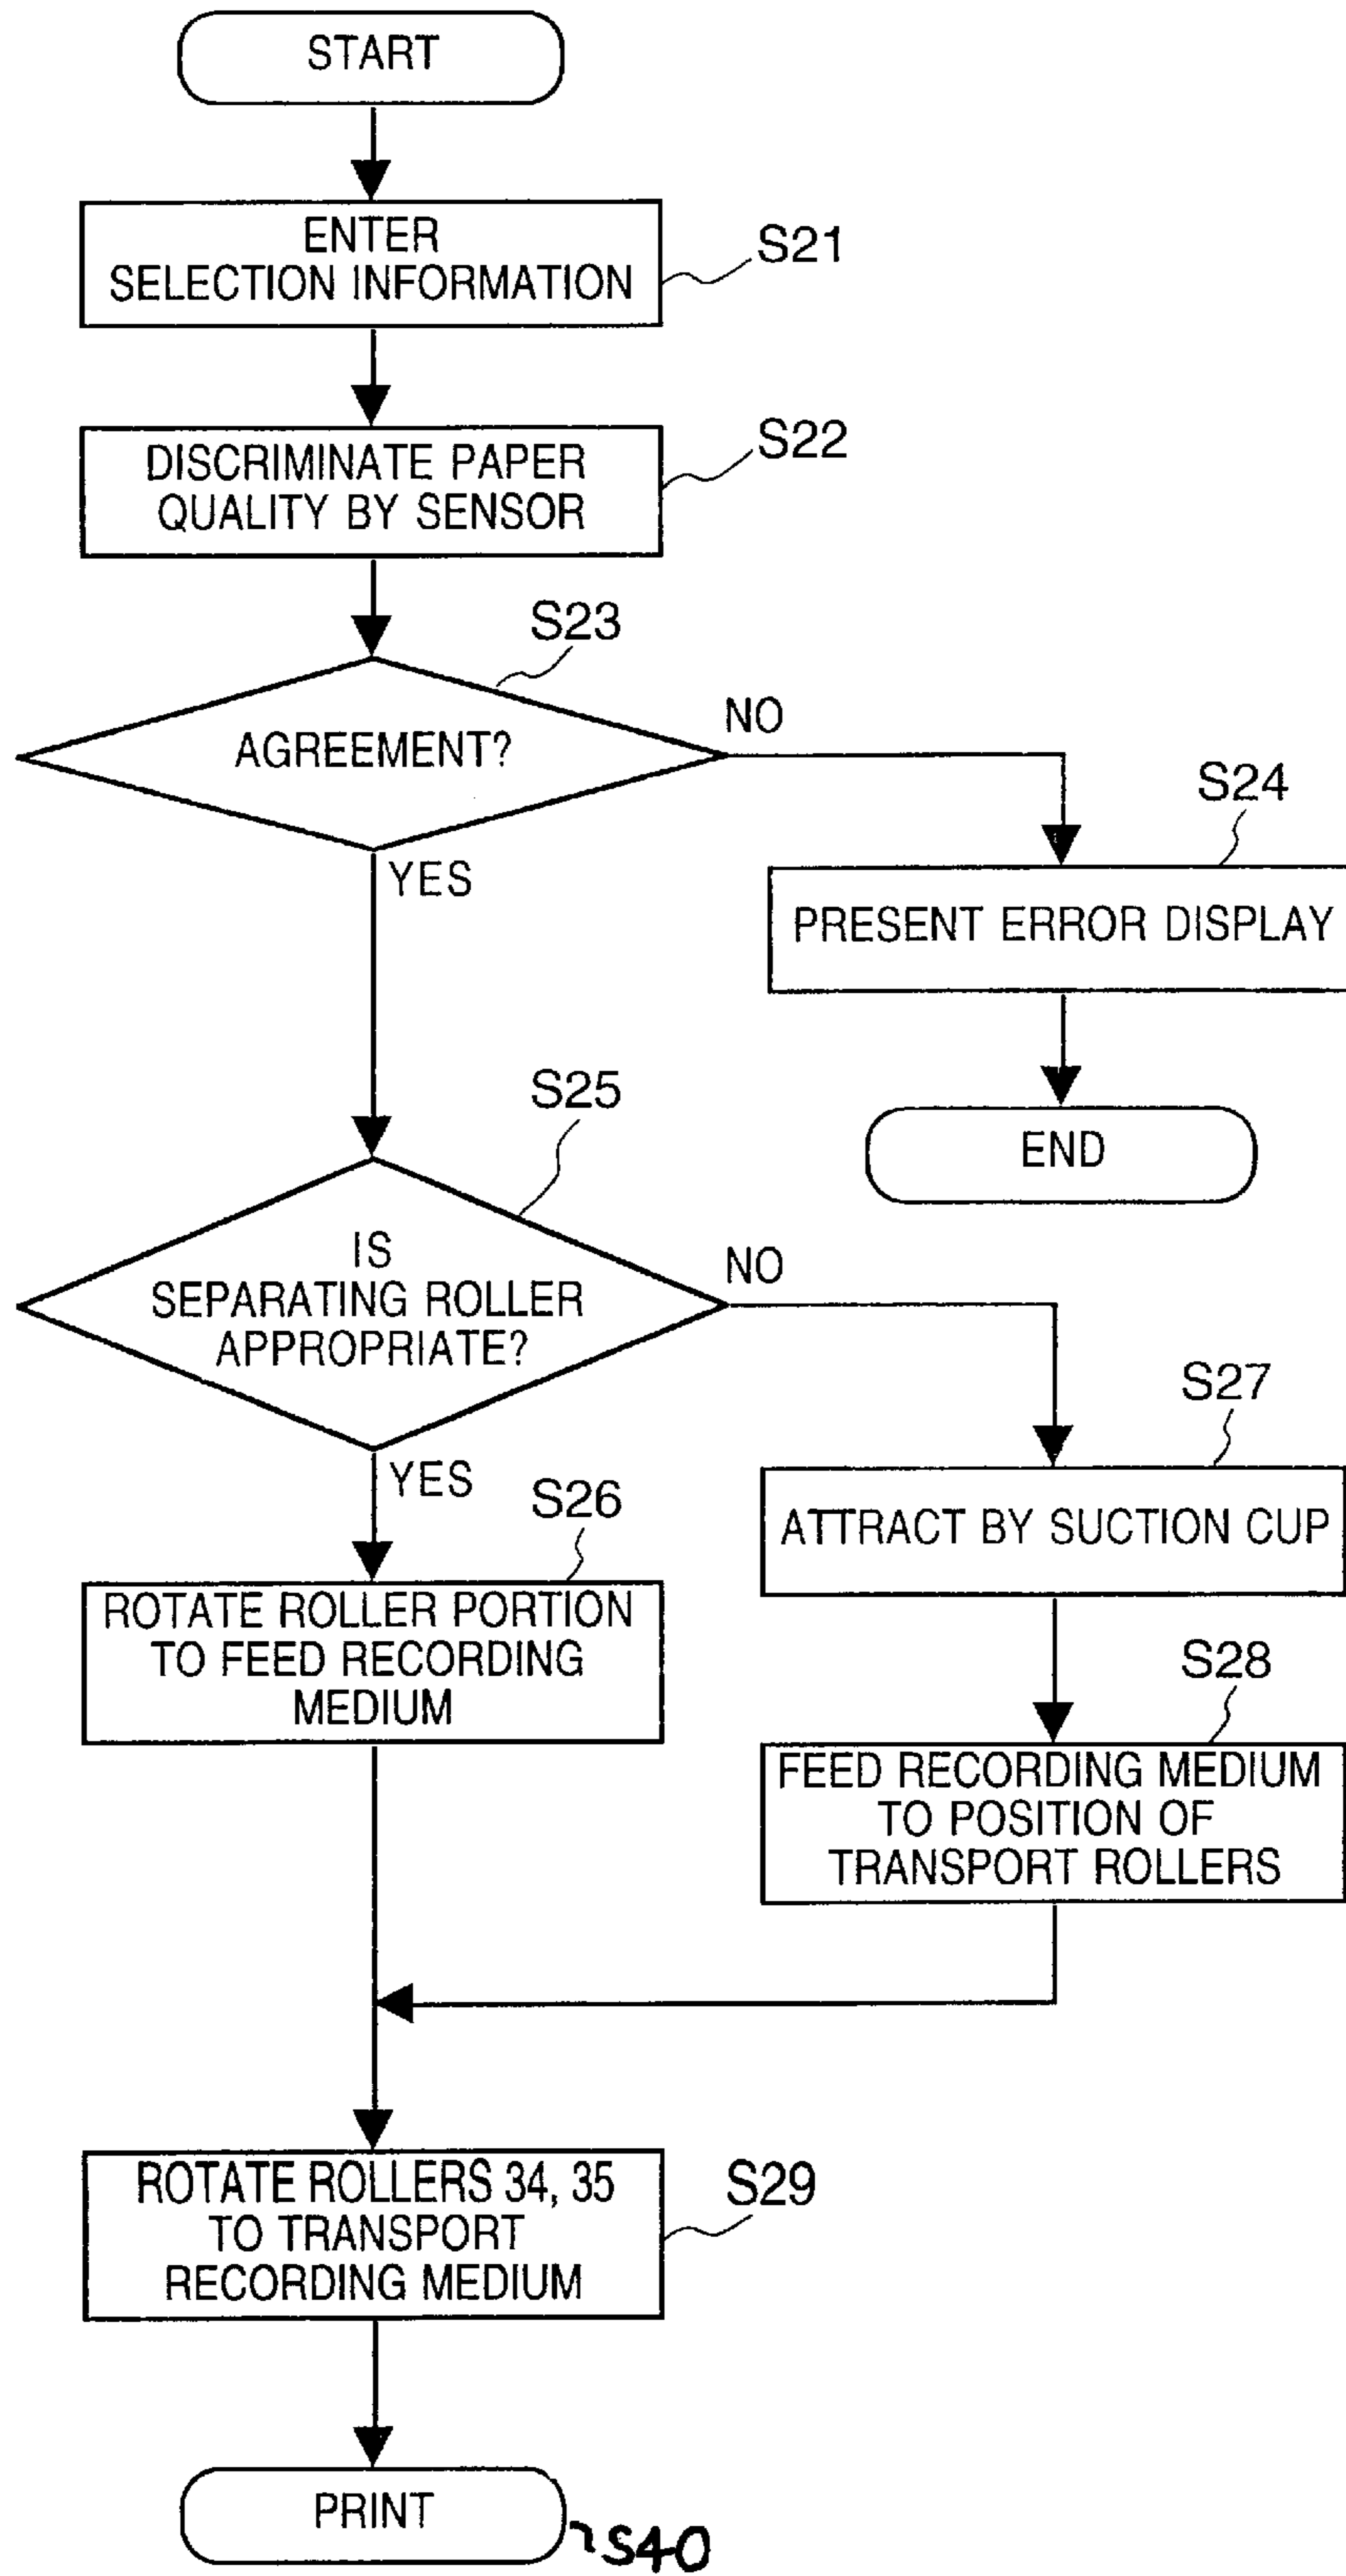 START
ENTER
SELECTION INFORMATION
S21
DISCRIMINATE PAPER
QUALITY BY SENSOR
S22
S23
AGREEMENT?
NO
YES
S24
PRESENT ERROR DISPLAY
END
S25
IS
SEPARATING ROLLER
APPROPRIATE?
NO
YES
S26
ROTATE ROLLER PORTION
TO FEED RECORDING
MEDIUM
S27
ATTRACT BY SUCTION CUP
S28
FEED RECORDING MEDIUM
TO POSITION OF
TRANSPORT ROLLERS
ROTATE ROLLERS 34, 35
TO TRANSPORT
RECORDING MEDIUM
S29
PRINT
S40